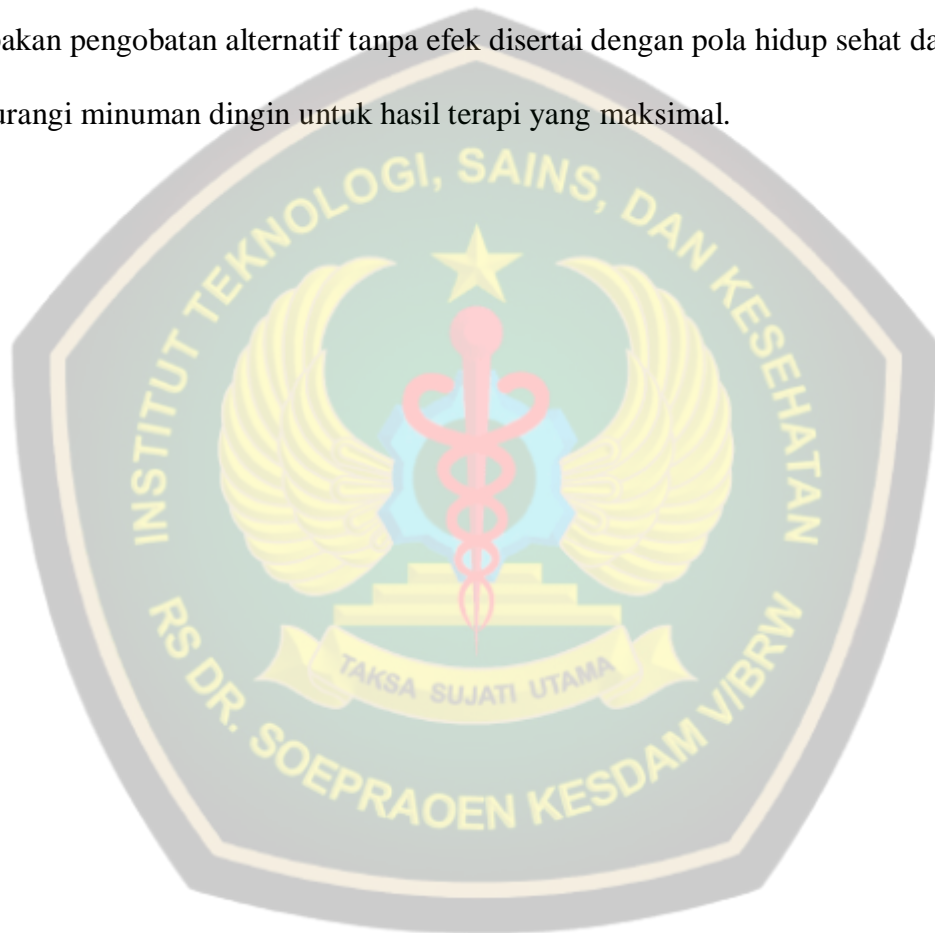 akan pengobatan alternatif tanpa efek disertai dengan pola hidup sehat da
urangi minuman dingin untuk hasil terapi yang maksimal.
INSTITUT TEKNOLOGI, SAINS, DAN KESEHATAN
TAKSA SUJATI UTAMA
RS DR. SOEPRAOEN KESDAM V/BRW